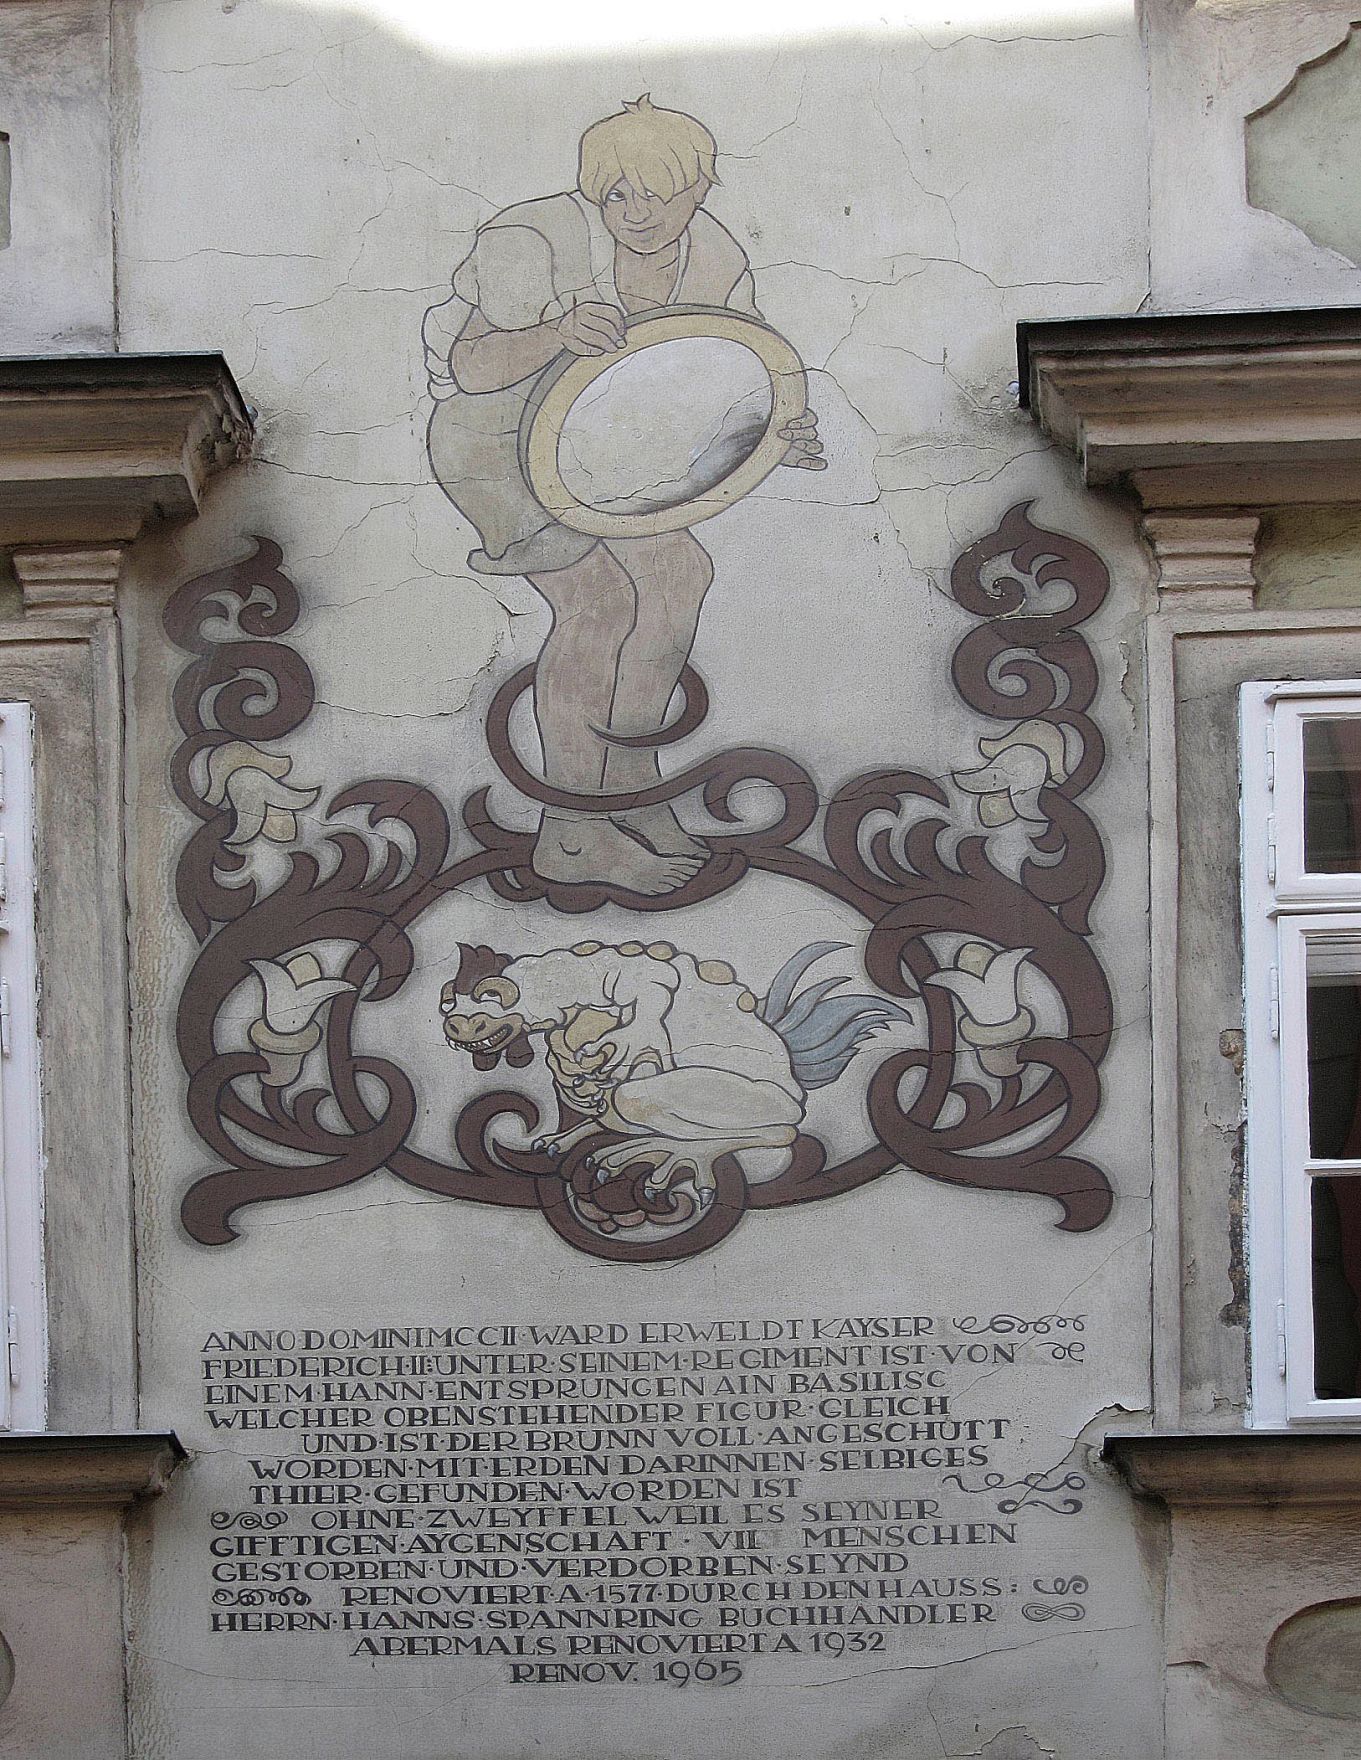 ANNO DOMINI MCCII · WARD ERWELDT KAYSER
FRIEDERICH · II : UNTER · SEINEM · REGIMENT IST · VON
EINEM · HANN · ENTSPRUNGEN AIN BASILISC
WELCHER OBENSTEHENDER FIGUR · GLEICH
UND · IST · DER BRUNN VOLL · ANGESCHUTT
WORDEN · MIT · ERDEN DARINNEN · SELBIGES
THIER · GEFUNDEN · WORDEN IST
OHNE · ZWEYFFEL WEIL ES SEYNER
GIFFTIGEN · AYGENSCHAFT · VIL MENSCHEN
GESTORBEN · UND · VERDORBEN · SEYND
RENOVIERT · A · 1577 · DURCH DEN HAUSS :
HERRN · HANNS · SPANNRING BUCHHANDLER
ABERMALS RENOVIERT A 1932
RENOV. 1965